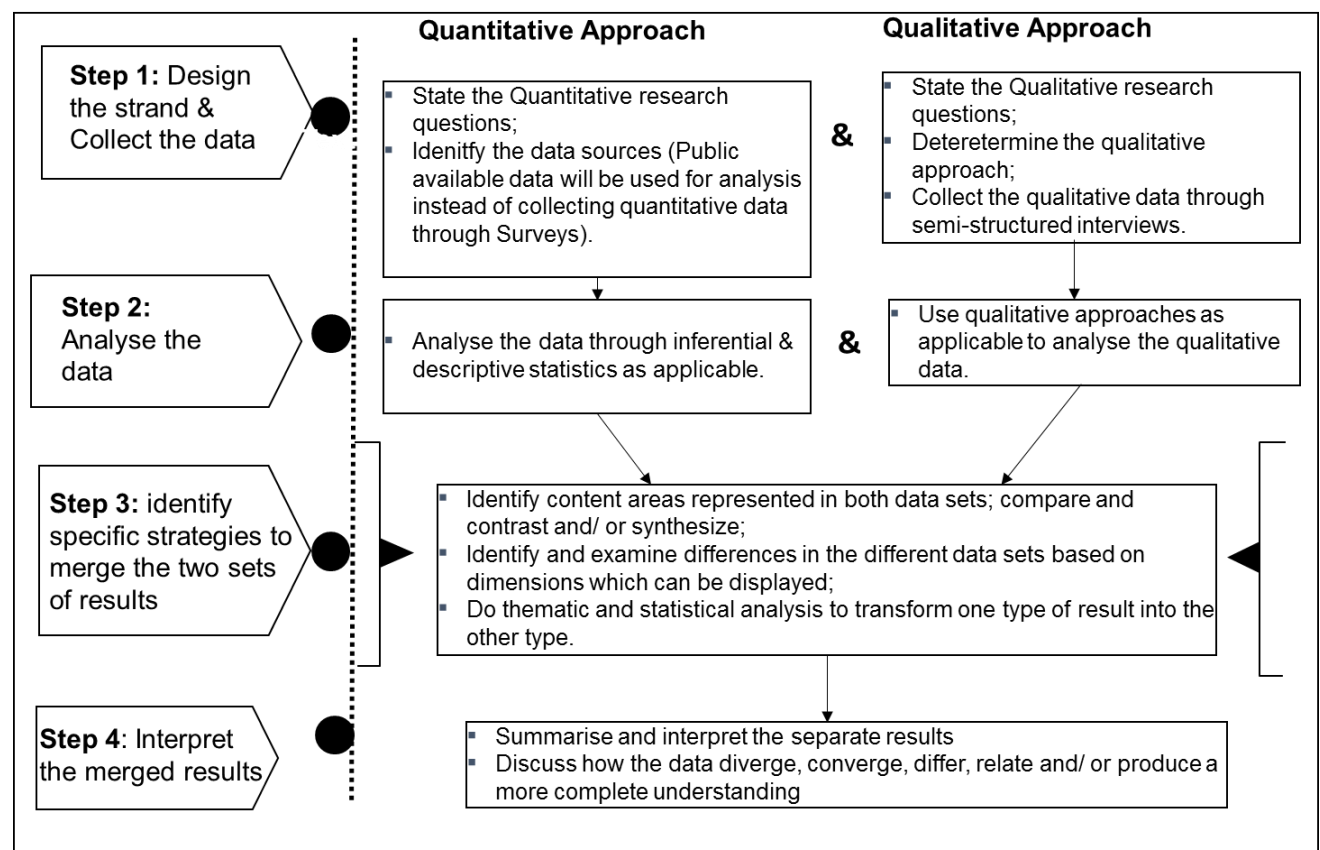 Quantitative Approach
Qualitative Approach
Step 1: Design
the strand &
Collect the data
State the Quantitative research
questions;
Idenitfy the data sources (Public
available data will be used for analysis
instead of collecting quantitative data
through Surveys).
&
State the Qualitative research
questions;
Deteretermine the qualitative
approach;
Collect the qualitative data through
semi-structured interviews.
Step 2:
Analyse the
data
Analyse the data through inferential &
descriptive statistics as applicable.
&
Use qualitative approaches as
applicable to analyse the qualitative
data.
Step 3: identify
specific strategies to
merge the two sets
of results
Identify content areas represented in both data sets; compare and
contrast and/ or synthesize;
Identify and examine differences in the different data sets based on
dimensions which can be displayed;
Do thematic and statistical analysis to transform one type of result into the
other type.
Step 4: Interpret
the merged results
Summarise and interpret the separate results
Discuss how the data diverge, converge, differ, relate and/ or produce a
more complete understanding